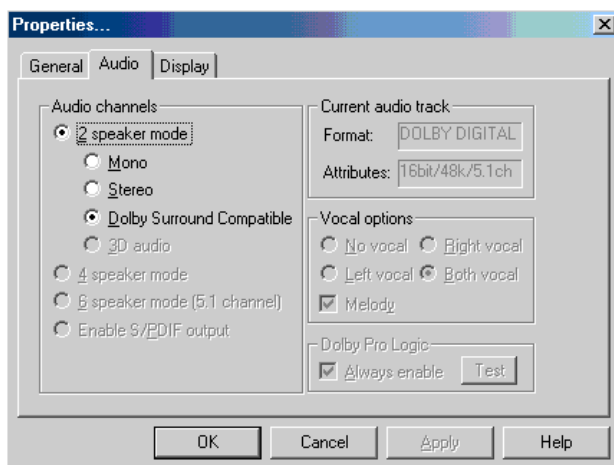 Properties...
General Audio Display
Audio channels
2 speaker mode
Mono
Stereo
Dolby Surround Compatible
3D audio
4 speaker mode
6 speaker mode (5.1 channel)
Enable S/PDIF output
Current audio track
Format: DOLBY DIGITAL
Attributes: 16bit/48k/5.1ch
Vocal options
No vocal Right vocal
Left vocal Both vocal
Melody
Dolby Pro Logic
Always enable Test
OK Cancel Apply Help